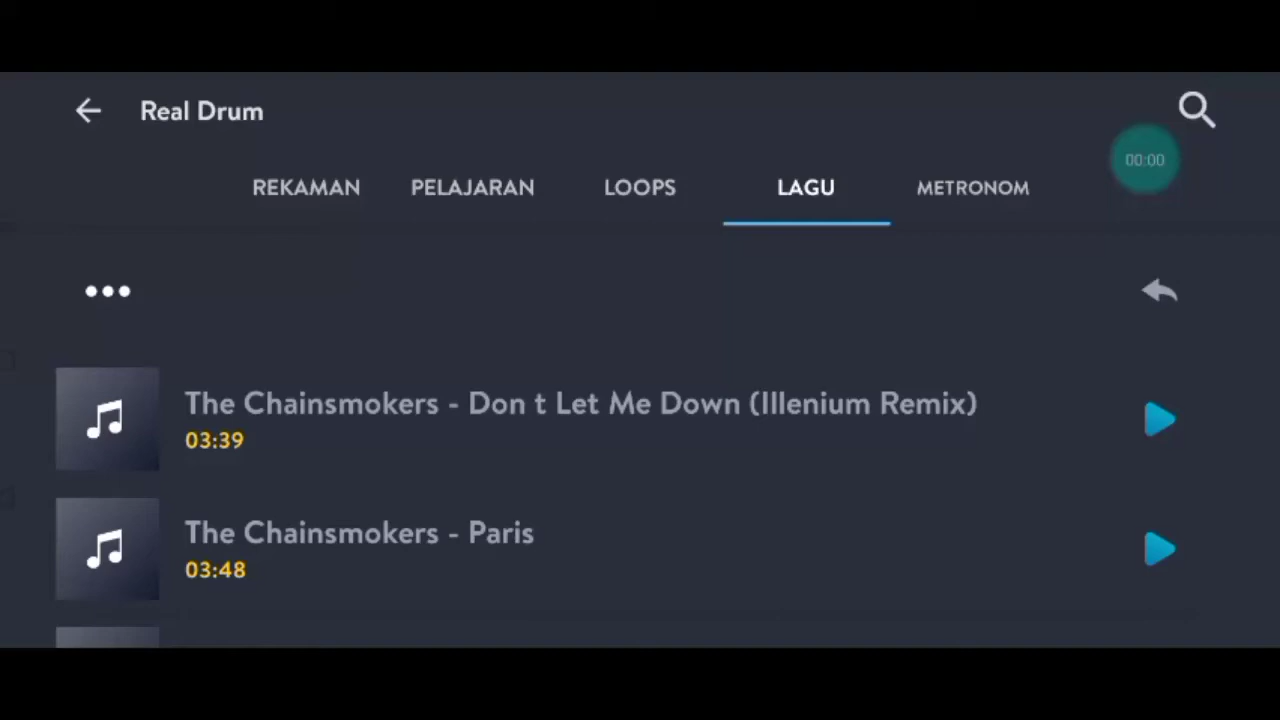 Real Drum
00:00
REKAMAN PELAJARAN LOOPS LAGU METRONOM
The Chainsmokers - Don t Let Me Down (Illenium Remix)
03:39
The Chainsmokers - Paris
03:48